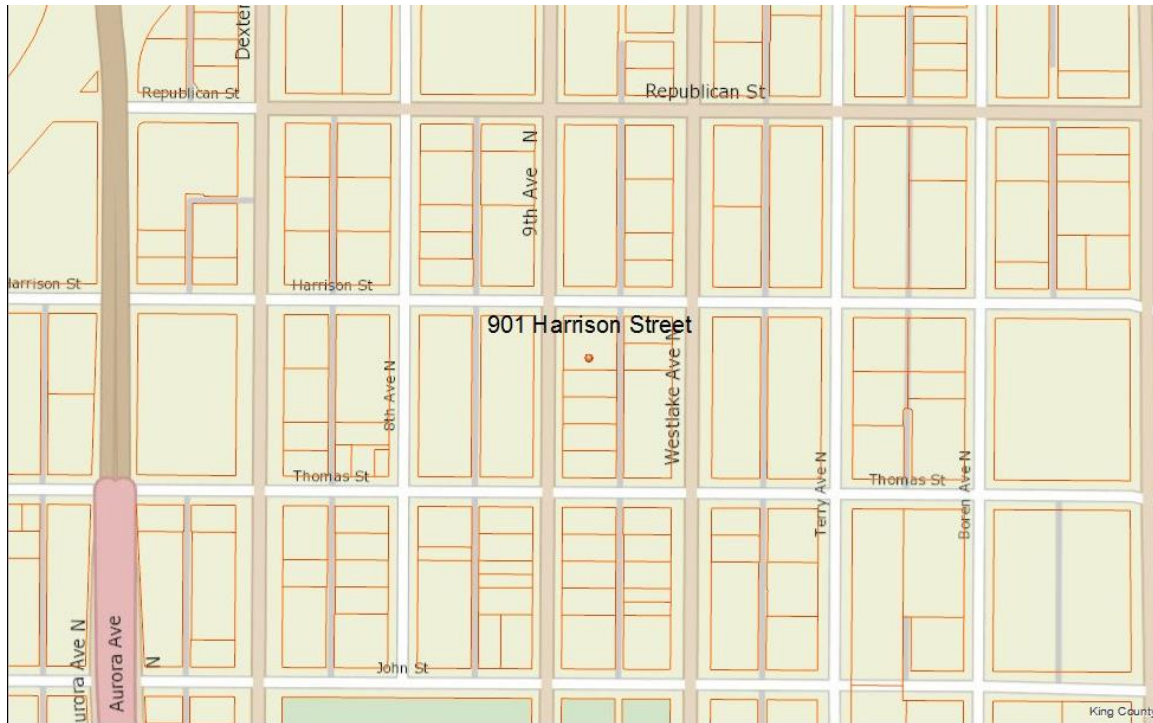 Dexter
Republican St
Republican St
9th Ave N
Harrison St
Harrison St
901 Harrison Street
8th Ave N
Westlake Ave N
Thomas St
Thomas St
Terry Ave N
Boren Ave N
Aurora Ave N
Aurora Ave N
John St
King County